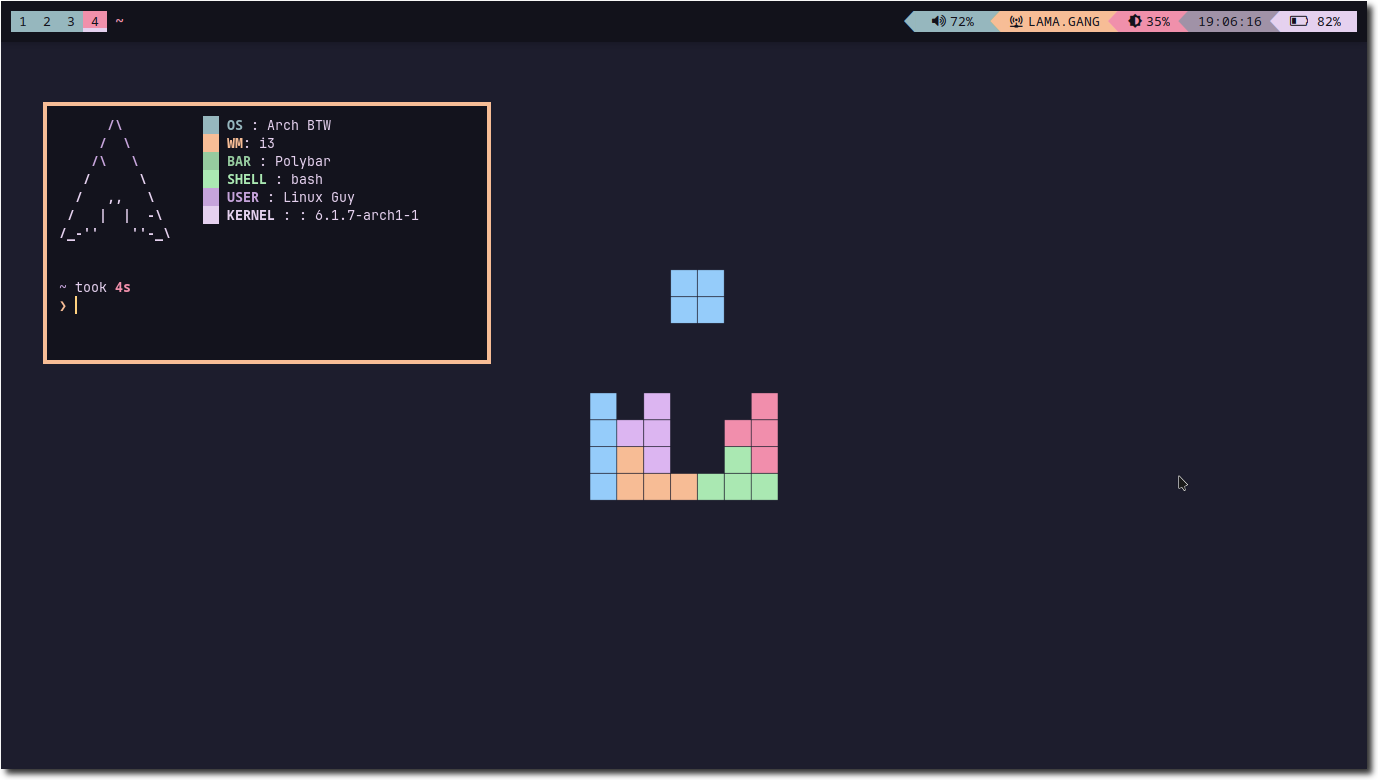 1 2 3 4 ~ 72% LAMA.GANG 35% 19:06:16 82%
OS : Arch BTW
WM: i3
BAR : Polybar
SHELL : bash
USER : Linux Guy
KERNEL : : 6.1.7-arch1-1
~ took 4s
❯